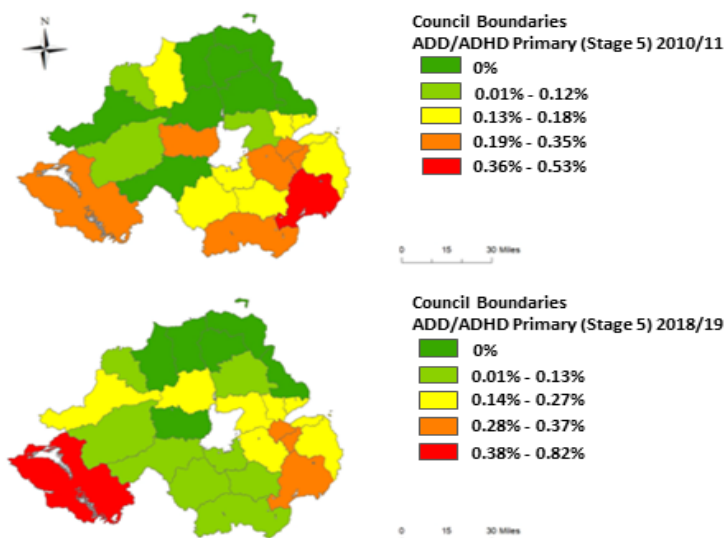 N
Council Boundaries
ADD/ADHD Primary (Stage 5) 2010/11
0%
0.01% - 0.12%
0.13% - 0.18%
0.19% - 0.35%
0.36% - 0.53%
0 15 30 Miles
Council Boundaries
ADD/ADHD Primary (Stage 5) 2018/19
0%
0.01% - 0.13%
0.14% - 0.27%
0.28% - 0.37%
0.38% - 0.82%
0 15 30 Miles